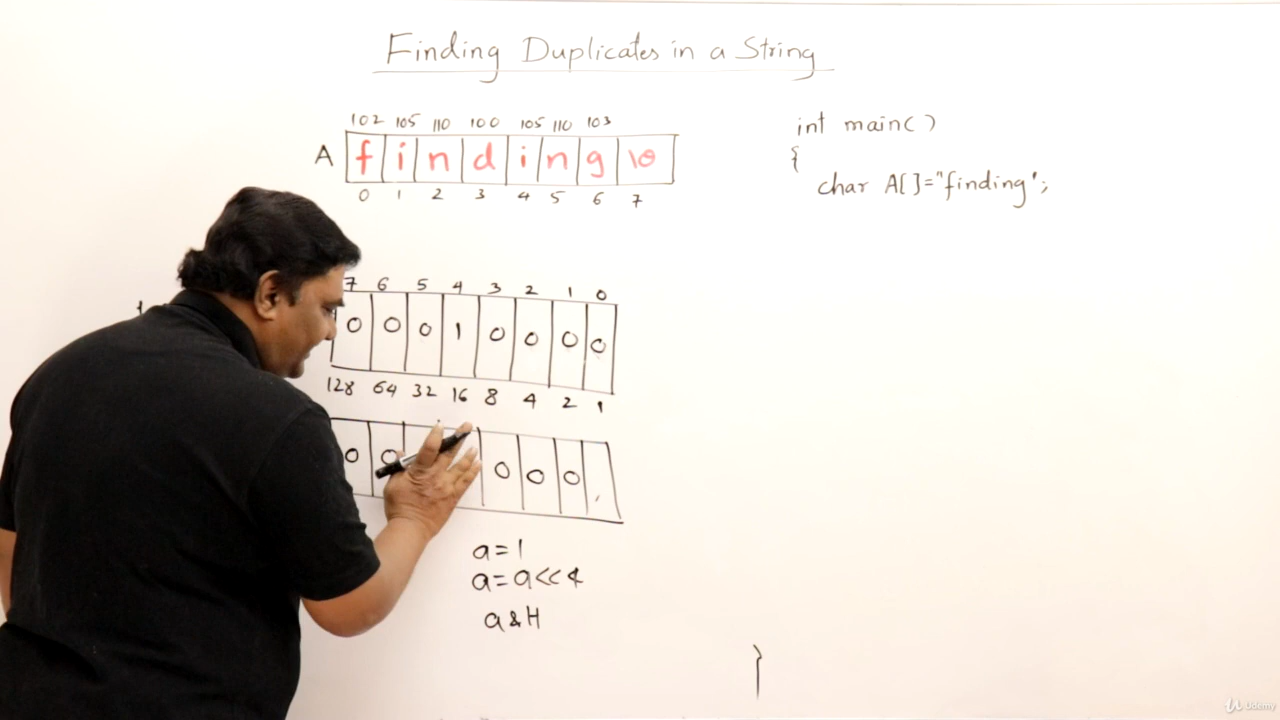 Finding Duplicates in a String
102 105 110 100 105 110 103
A f i n d i n g \0
0 1 2 3 4 5 6 7
int main()
{
char A[]="finding";
7 6 5 4 3 2 1 0
0 0 0 1 0 0 0 0
128 64 32 16 8 4 2 1
0 0 0 0 0
a=1
a=a<<4
a&H
}
Udemy